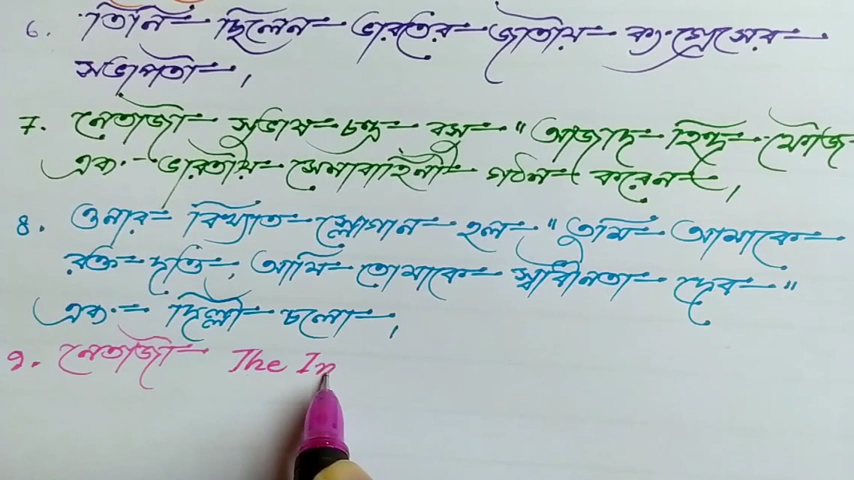 6. তিনি ছিলেন ভারতের জাতীয় কংগ্রেসের
সভাপতী।
7. নেতাজী সুভাষ চন্দ্র বসু "আজাদ হিন্দ ফৌজ
এবং ভারতীয় সেনাবাহিনী গঠন করেন।
8. ওনার বিখ্যাত স্লোগান হল "তুমি আমাকে
রক্ত দাও, আমি তোমাকে স্বাধীনতা দেব"
এবং দিল্লী চলো।
9. নেতাজী The In